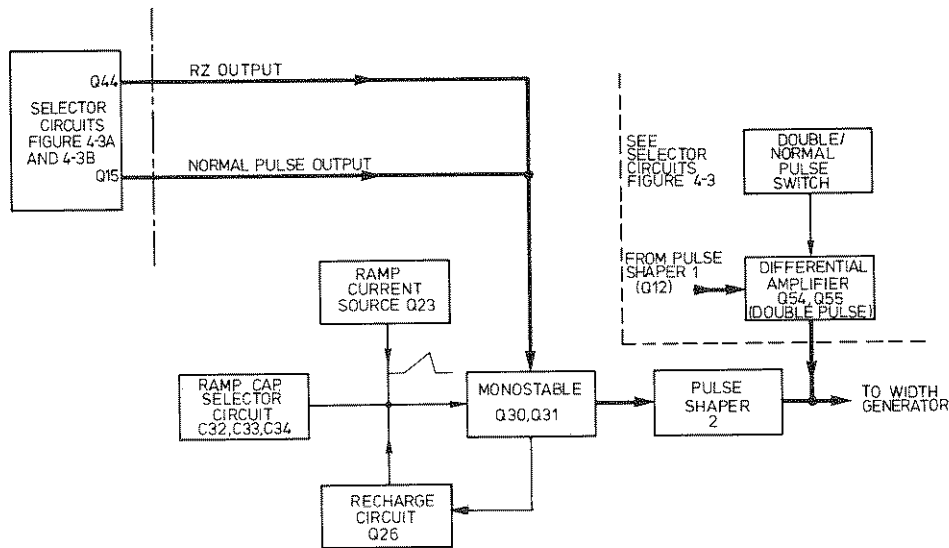 Q44
SELECTOR
CIRCUITS
FIGURE 4-3A
AND 4-3B
Q15
RZ OUTPUT
NORMAL PULSE OUTPUT
SEE
SELECTOR
CIRCUITS
FIGURE 4-3
DOUBLE/
NORMAL
PULSE
SWITCH
FROM PULSE
SHAPER 1
(Q12)
DIFFERENTIAL
AMPLIFIER
Q54, Q55
(DOUBLE PULSE)
RAMP
CURRENT
SOURCE Q23
RAMP CAP
SELECTOR
CIRCUIT
C32,C33,C34
MONOSTABLE
Q30,Q31
PULSE
SHAPER
2
TO WIDTH
GENERATOR
RECHARGE
CIRCUIT
Q26